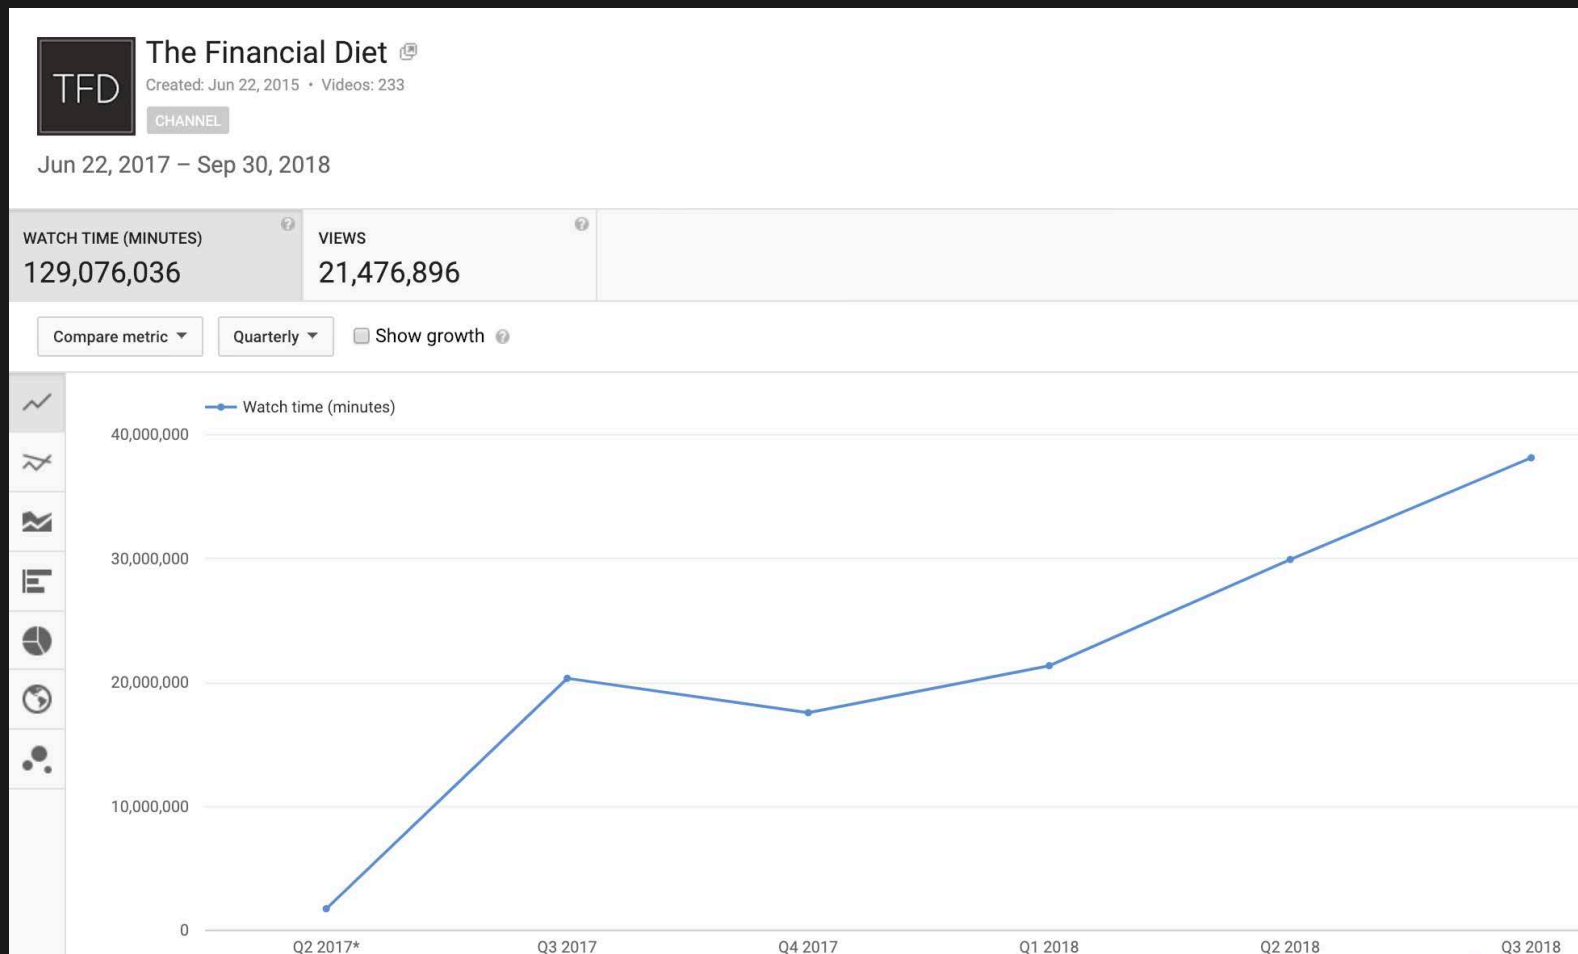 TFD
The Financial Diet
Created: Jun 22, 2015 • Videos: 233
CHANNEL
Jun 22, 2017 – Sep 30, 2018
WATCH TIME (MINUTES) ?
129,076,036
VIEWS ?
21,476,896
Compare metric Quarterly Show growth ?
Watch time (minutes)
40,000,000
30,000,000
20,000,000
10,000,000
0
Q2 2017* Q3 2017 Q4 2017 Q1 2018 Q2 2018 Q3 2018